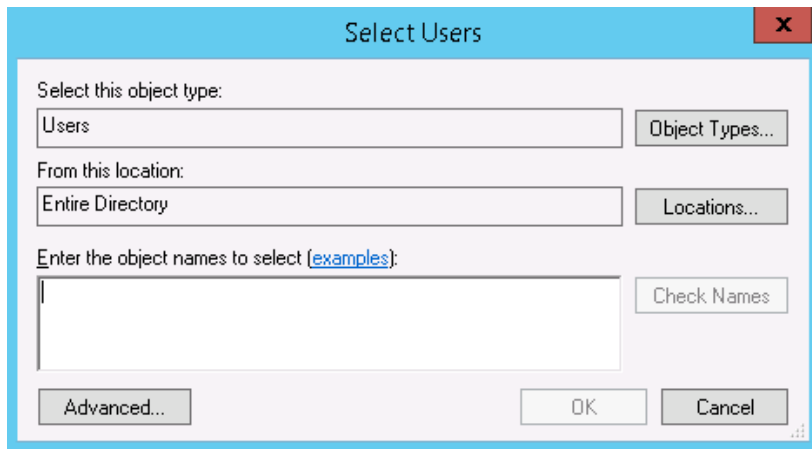 Select Users
x
Select this object type:
Users
Object Types...
From this location:
Entire Directory
Locations...
Enter the object names to select (examples):
Check Names
Advanced...
OK
Cancel